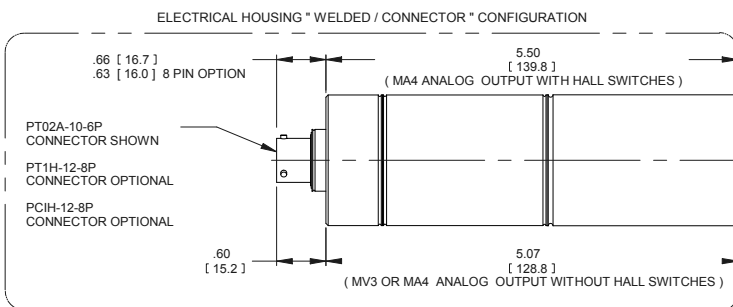 ELECTRICAL HOUSING " WELDED / CONNECTOR " CONFIGURATION
.66 [ 16.7 ]
.63 [ 16.0 ] 8 PIN OPTION
5.50
[ 139.8 ]
( MA4 ANALOG OUTPUT WITH HALL SWITCHES )
PT02A-10-6P
CONNECTOR SHOWN
PT1H-12-8P
CONNECTOR OPTIONAL
PCIH-12-8P
CONNECTOR OPTIONAL
.60
[ 15.2 ]
5.07
[ 128.8 ]
( MV3 OR MA4 ANALOG OUTPUT WITHOUT HALL SWITCHES )